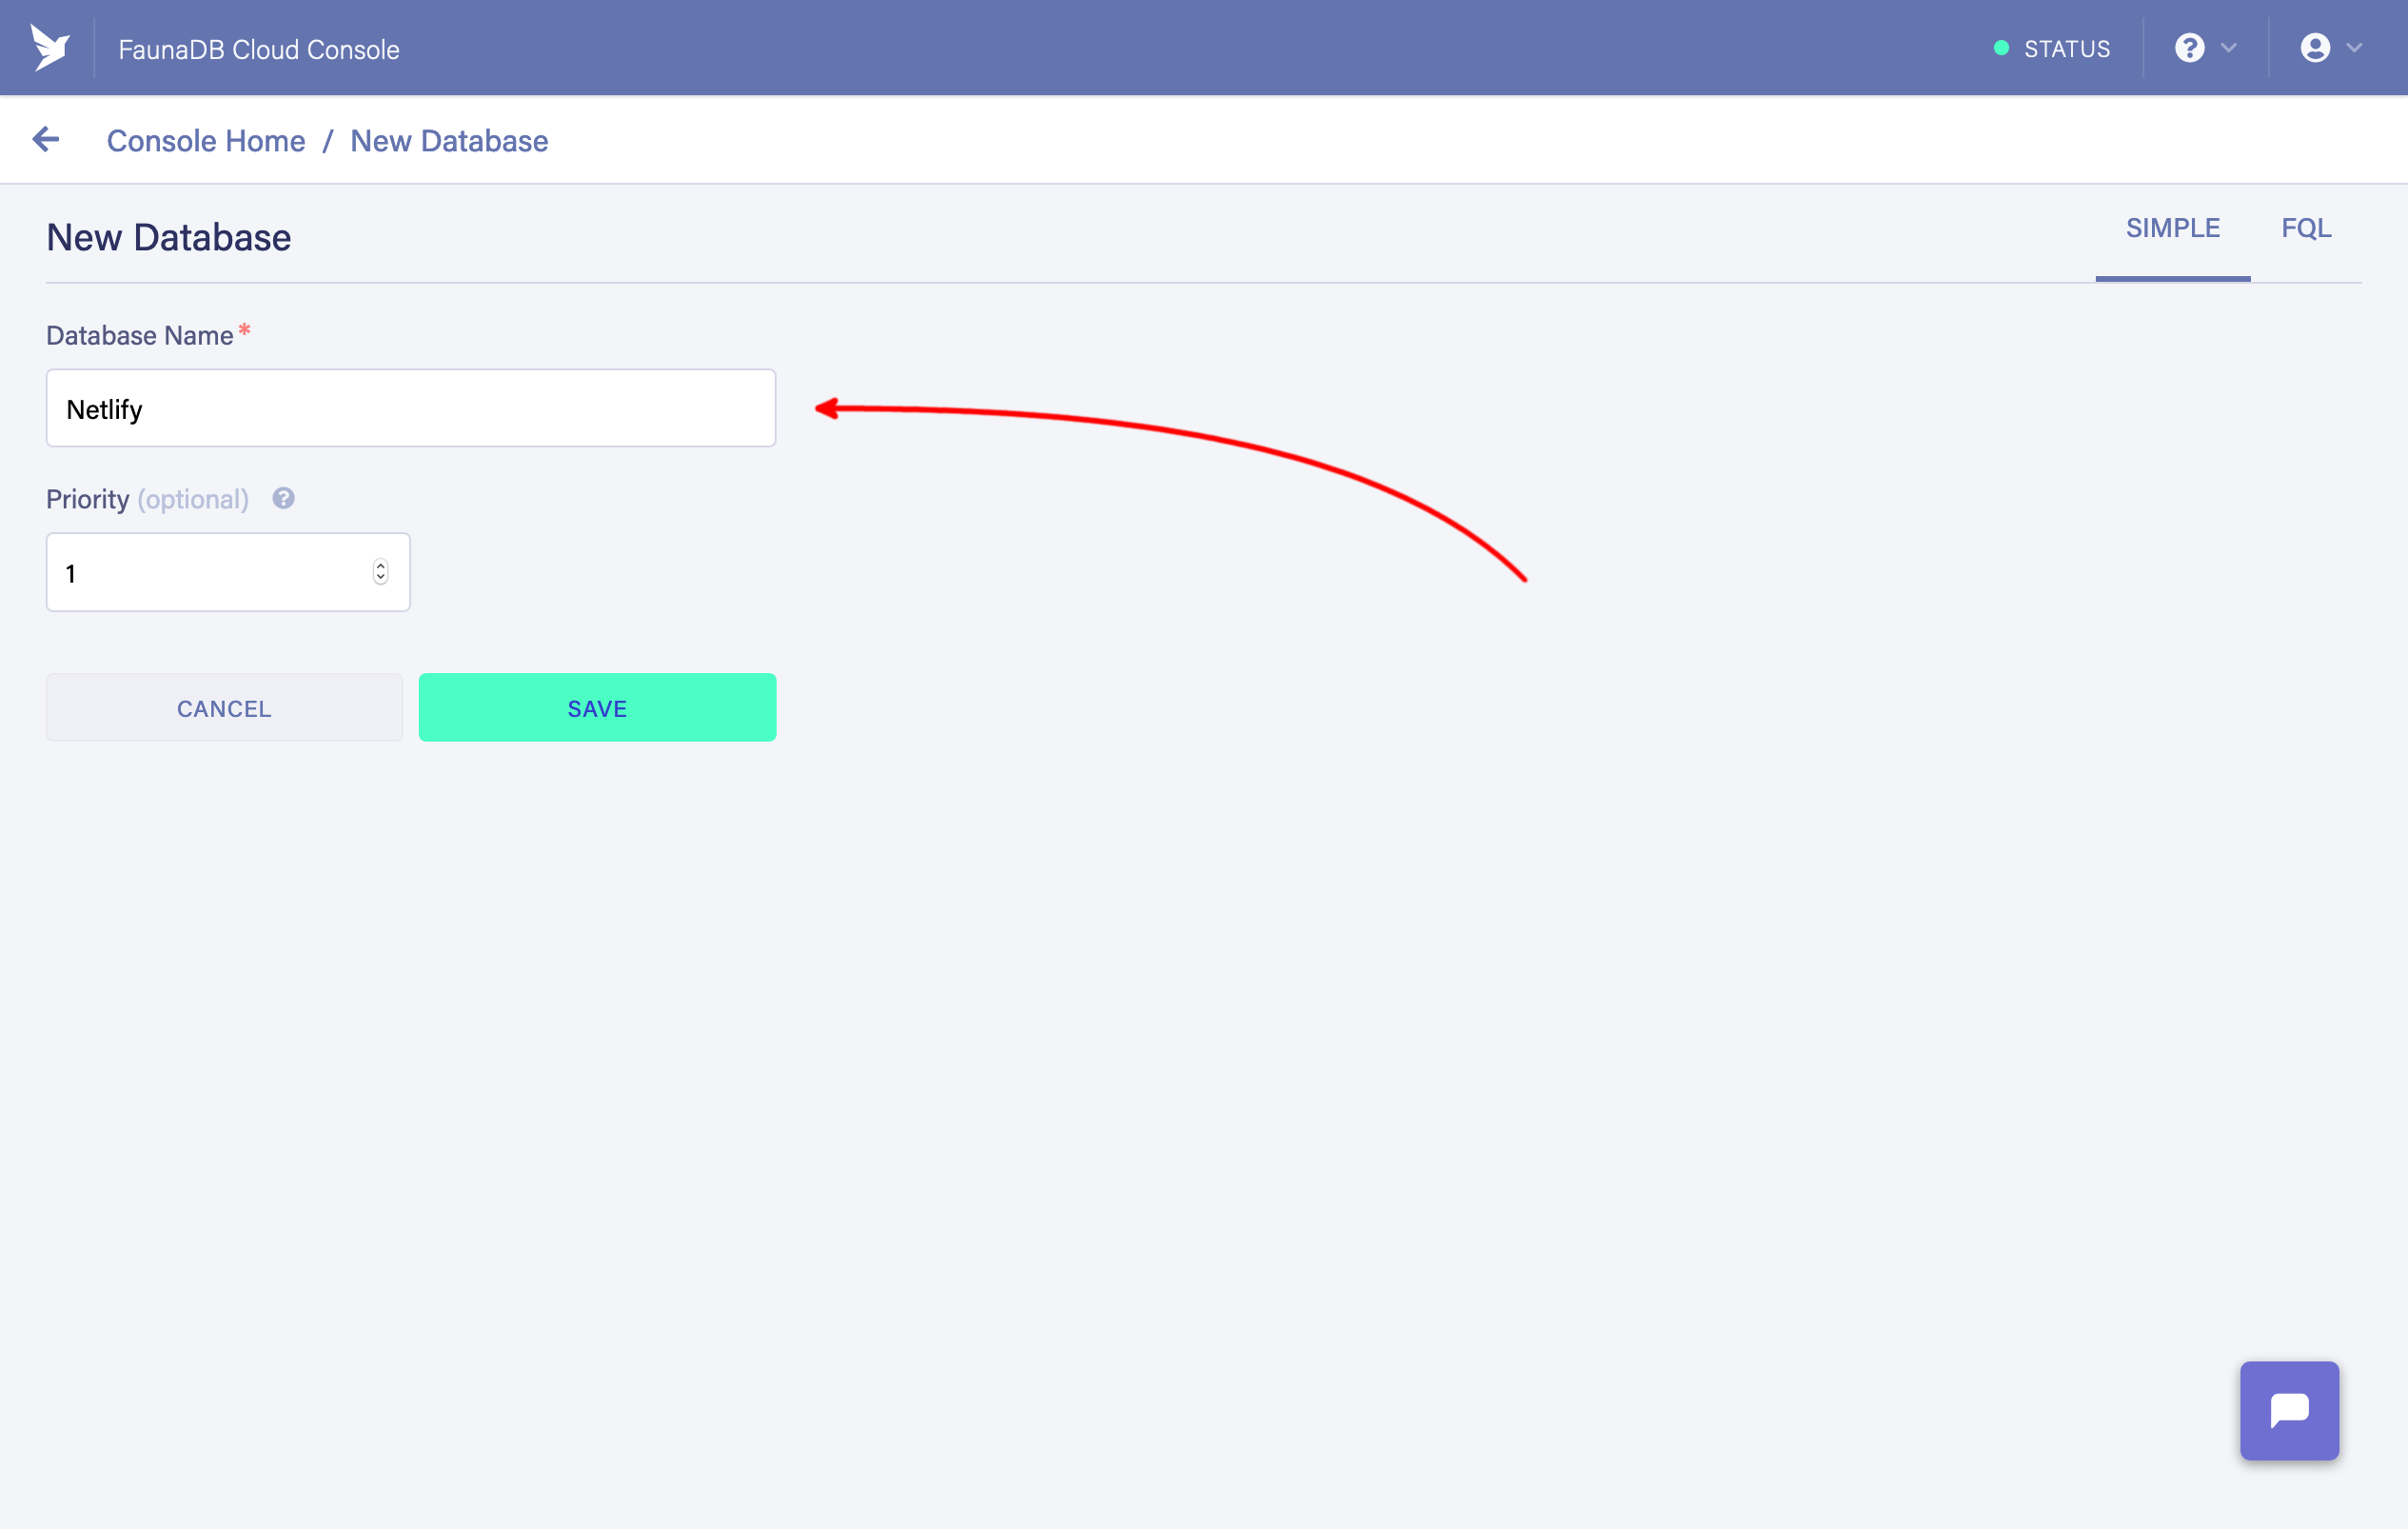 FaunaDB Cloud Console
STATUS
Console Home / New Database
New Database
SIMPLE
FQL
Database Name*
Netlify
Priority (optional)
1
CANCEL
SAVE